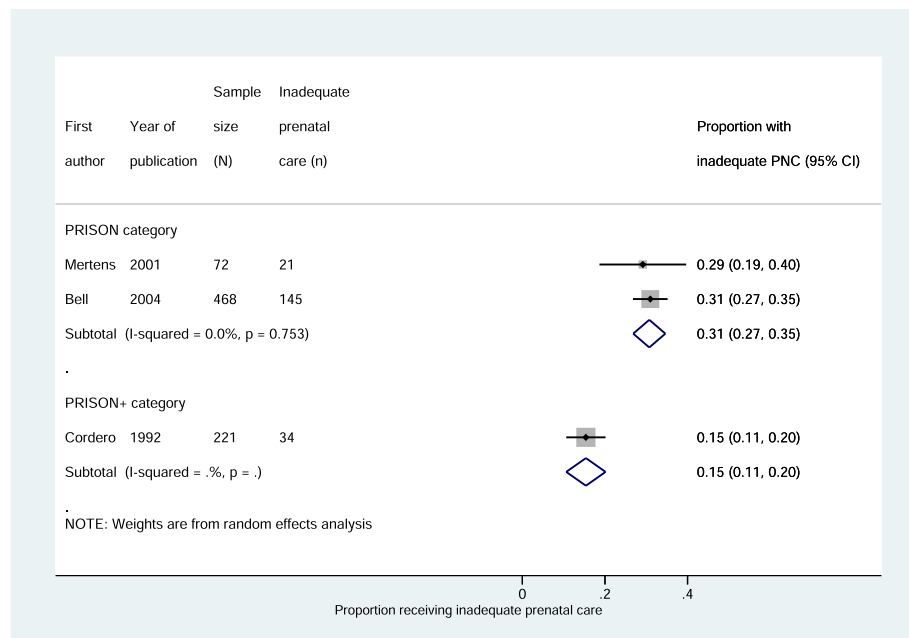 Sample Inadequate
First Year of size prenatal Proportion with
author publication (N) care (n) inadequate PNC (95% CI)
PRISON category
Mertens 2001 72 21 0.29 (0.19, 0.40)
Bell 2004 468 145 0.31 (0.27, 0.35)
Subtotal (I-squared = 0.0%, p = 0.753) 0.31 (0.27, 0.35)
.
PRISON+ category
Cordero 1992 221 34 0.15 (0.11, 0.20)
Subtotal (I-squared = .%, p = .) 0.15 (0.11, 0.20)
.
NOTE: Weights are from random effects analysis
0 .2 .4
Proportion receiving inadequate prenatal care